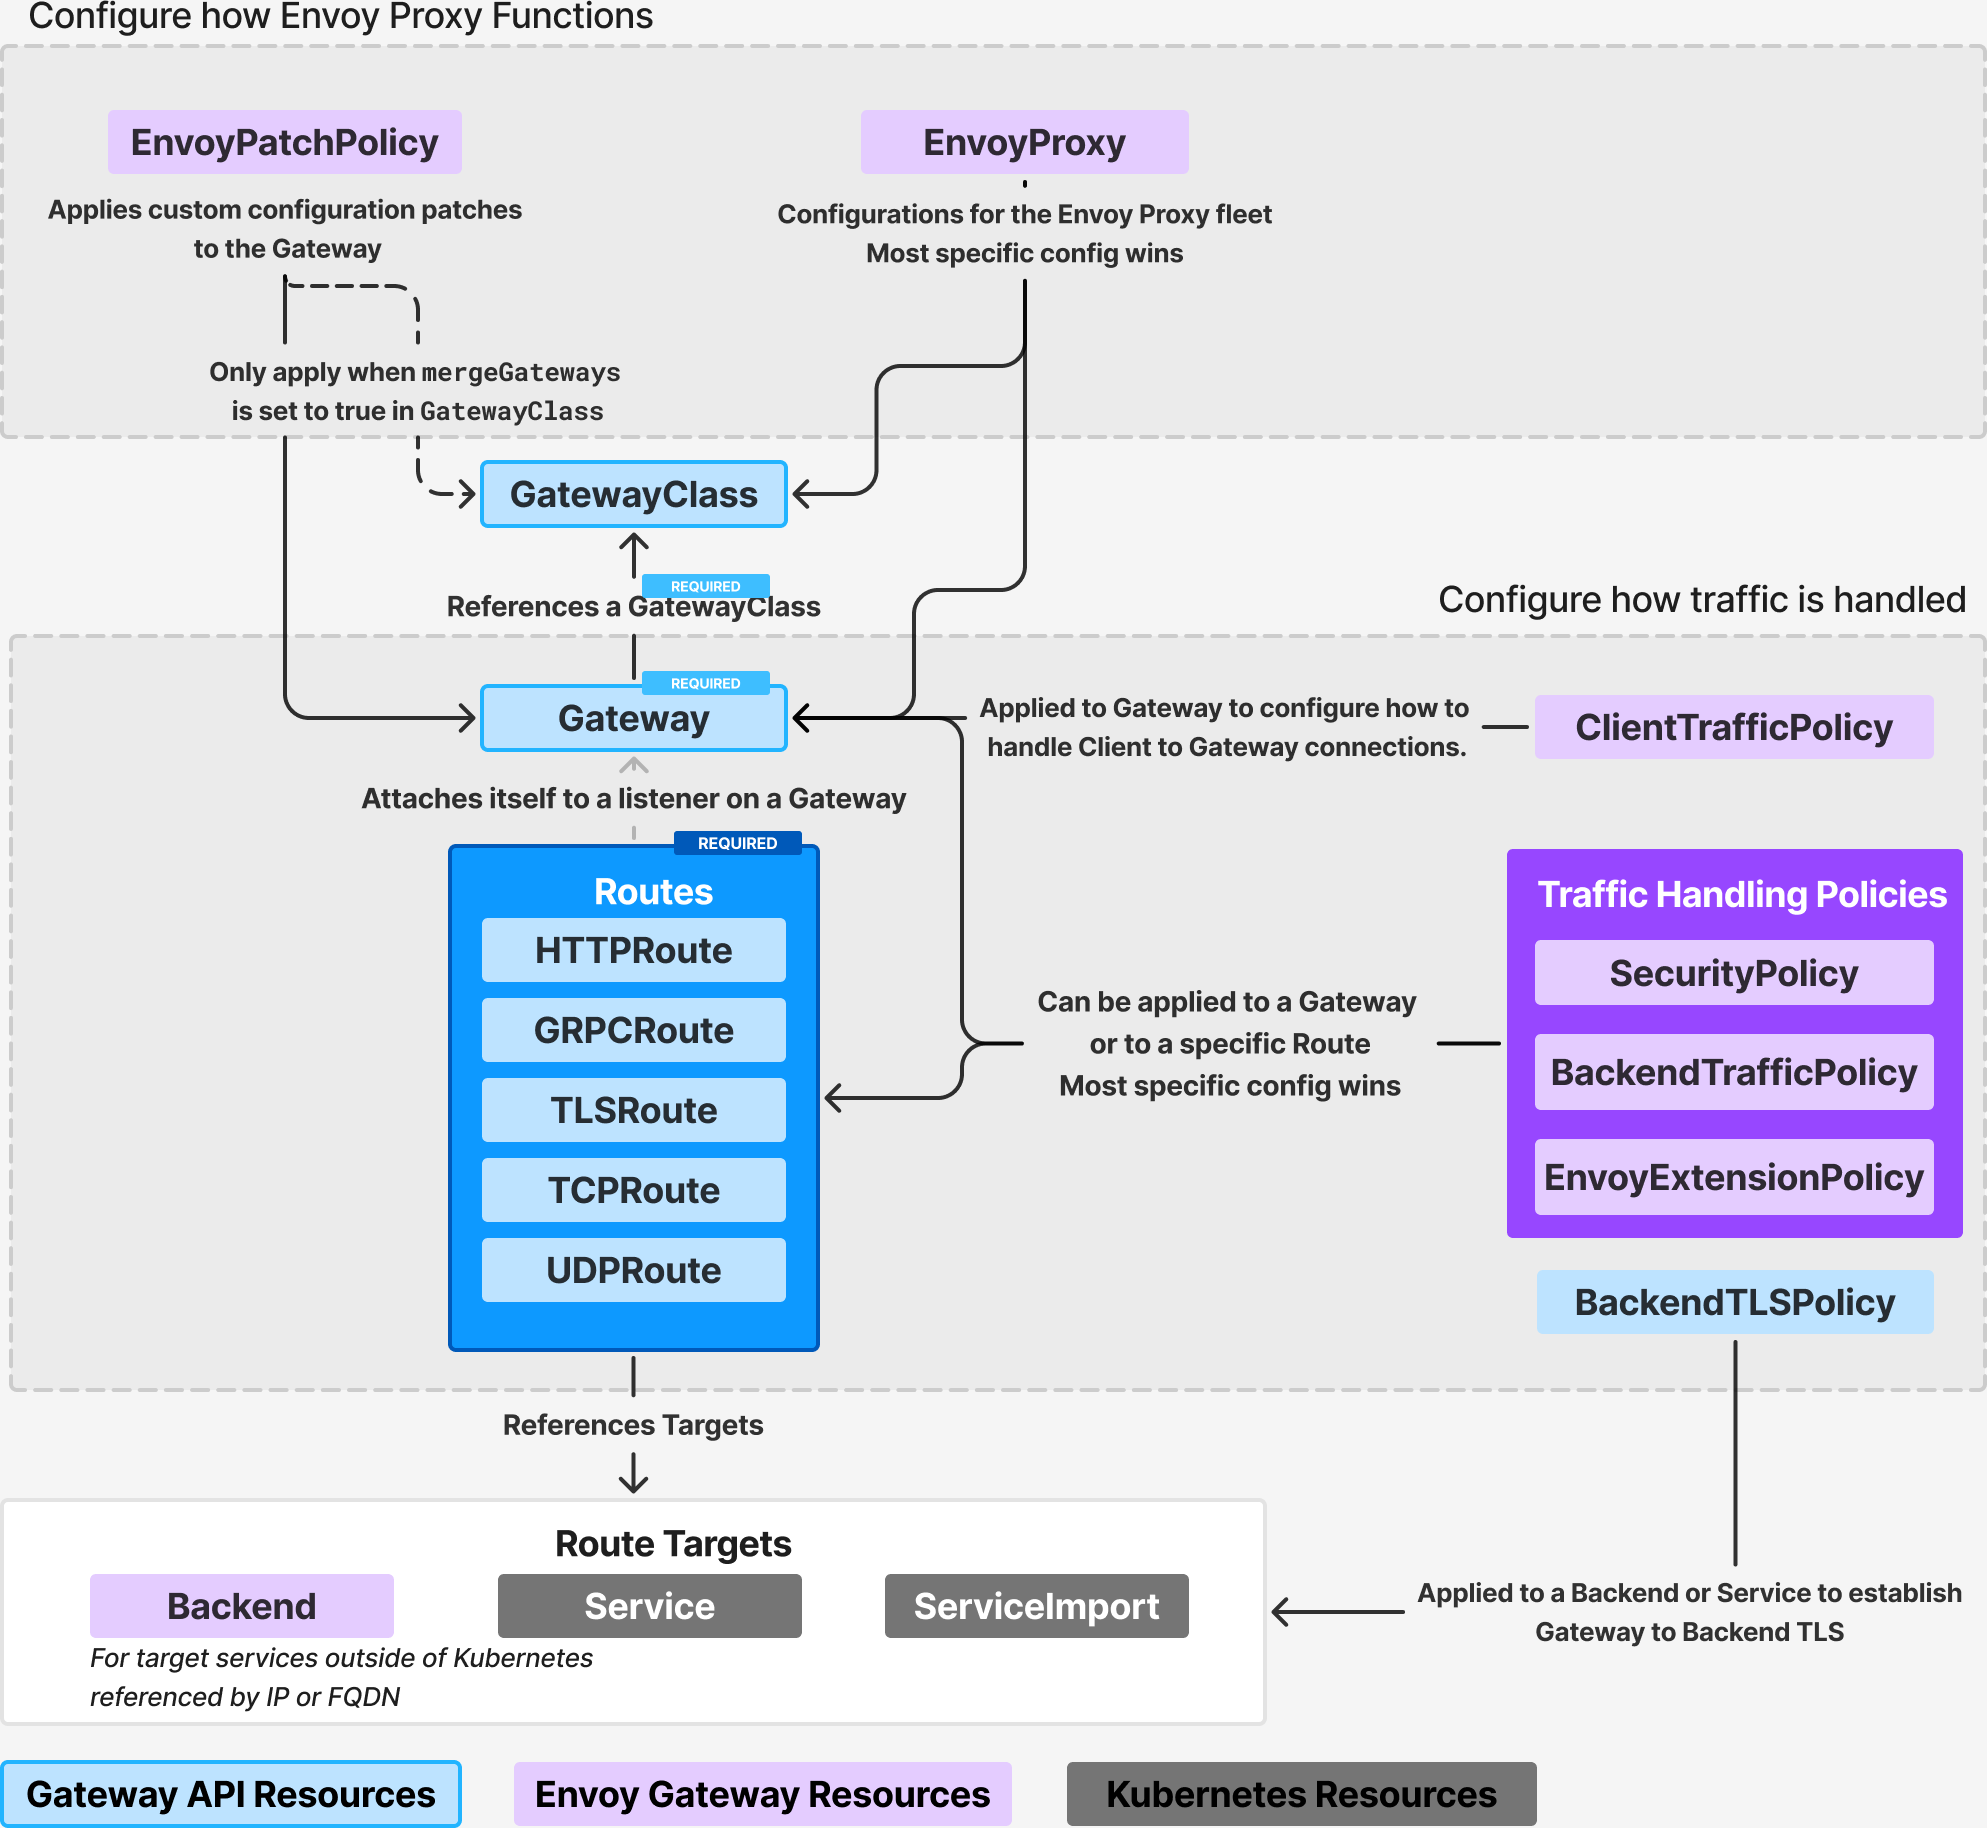 Configure how Envoy Proxy Functions
EnvoyPatchPolicy
Applies custom configuration patches
to the Gateway
EnvoyProxy
Configurations for the Envoy Proxy fleet
Most specific config wins
Only apply when mergeGateways
is set to true in GatewayClass
GatewayClass
REQUIRED
References a GatewayClass
Configure how traffic is handled
REQUIRED
Gateway
Applied to Gateway to configure how to
handle Client to Gateway connections.
ClientTrafficPolicy
Attaches itself to a listener on a Gateway
REQUIRED
Routes
HTTPRoute
GRPCRoute
TLSRoute
TCPRoute
UDPRoute
Can be applied to a Gateway
or to a specific Route
Most specific config wins
Traffic Handling Policies
SecurityPolicy
BackendTrafficPolicy
EnvoyExtensionPolicy
BackendTLSPolicy
References Targets
Route Targets
Backend
Service
ServiceImport
For target services outside of Kubernetes
referenced by IP or FQDN
Applied to a Backend or Service to establish
Gateway to Backend TLS
Gateway API Resources
Envoy Gateway Resources
Kubernetes Resources